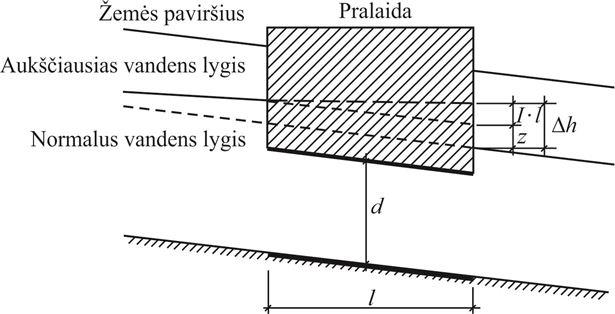 Žemės paviršius
Pralaida
Aukščiausias vandens lygis
Normalus vandens lygis
I·l
z
Δh
d
l